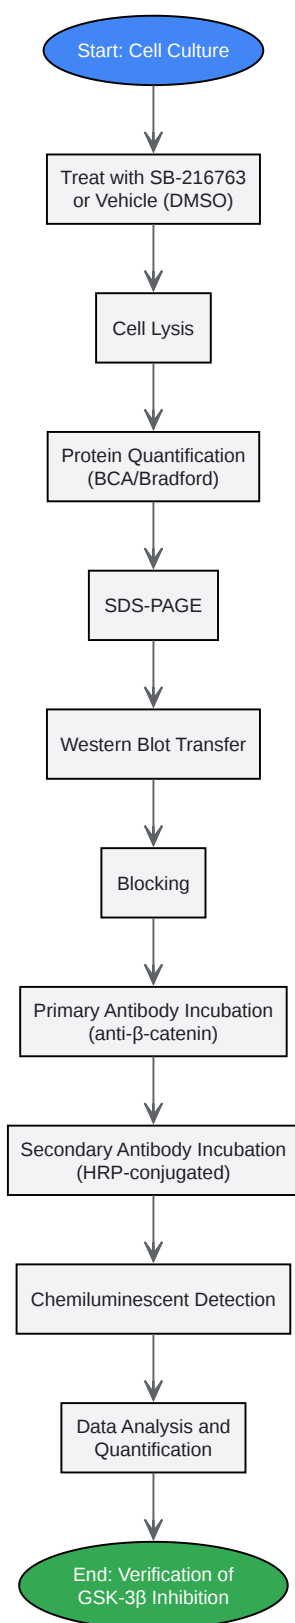 Start: Cell Culture
Treat with SB-216763
or Vehicle (DMSO)
Cell Lysis
Protein Quantification
(BCA/Bradford)
SDS-PAGE
Western Blot Transfer
Blocking
Primary Antibody Incubation
(anti-β-catenin)
Secondary Antibody Incubation
(HRP-conjugated)
Chemiluminescent Detection
Data Analysis and
Quantification
End: Verification of
GSK-3β Inhibition